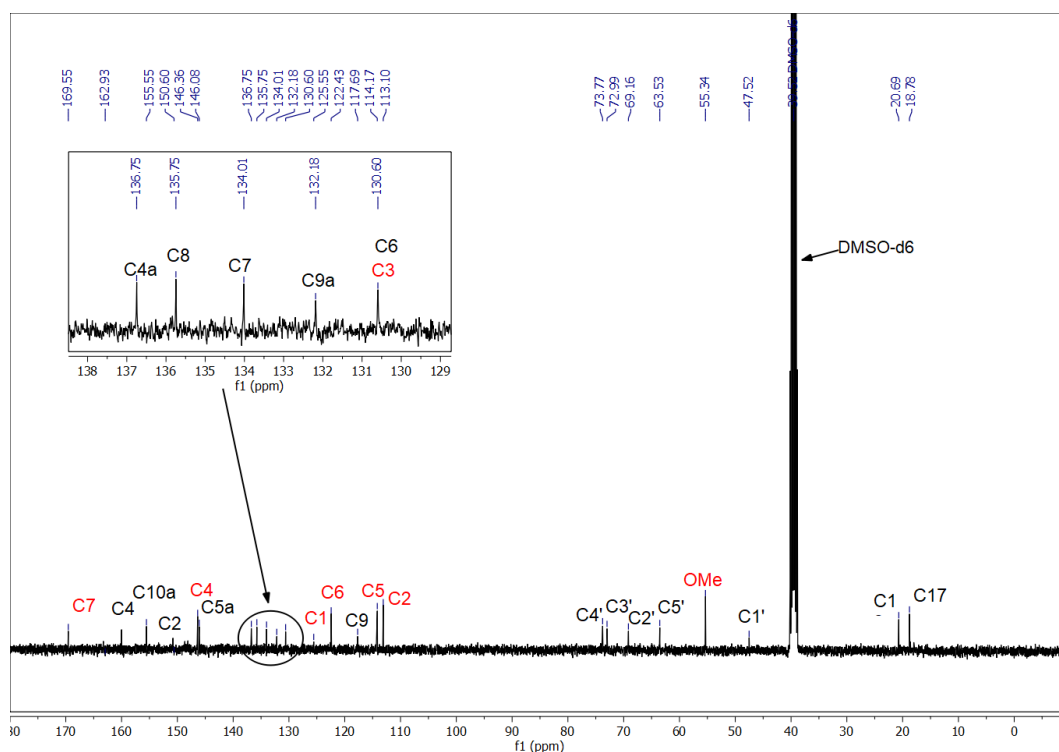 169.55
162.93
155.55
150.60
146.36
146.08
136.75
135.75
134.01
132.18
130.60
125.55
122.43
117.69
114.17
113.10
73.77
72.99
69.16
63.53
55.34
47.52
39.52 DMSO-d6
20.69
18.78
136.75
135.75
134.01
132.18
130.60
C4a
C8
C7
C9a
C6
C3
138 137 136 135 134 133 132 131 130 129
f1 (ppm)
DMSO-d6
C7
C4
C10a
C2
C4
C5a
C1
C6
C9
C5
C2
C4'
C3'
C2'
C5'
OMe
C1'
C1
C17
80 170 160 150 140 130 120 110 100 90 80 70 60 50 40 30 20 10 0
f1 (ppm)